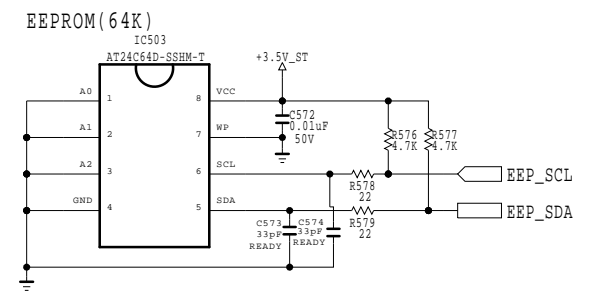 EEPROM(64K)
IC503
AT24C64D-SSHM-T
+3.5V_ST
A0 1 8 VCC
C572
0.01uF
50V
A1 2 7 WP
R576
4.7K
R577
4.7K
A2 3 6 SCL
R578
22
EEP_SCL
GND 4 5 SDA
R579
22
EEP_SDA
C573
33pF
READY
C574
33pF
READY